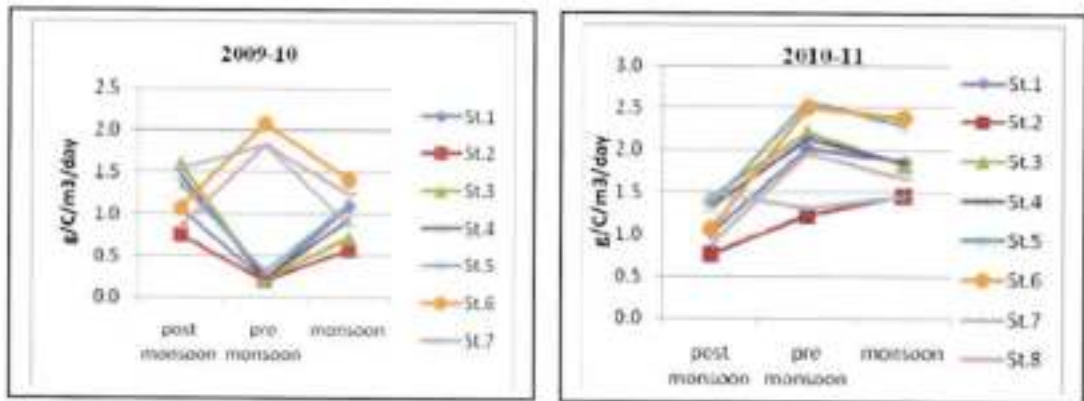 2009-10
g/C/m3/day
2.5
2.0
1.5
1.0
0.5
0.0
post monsoon
pre monsoon
monsoon
St.1
St.2
St.3
St.4
St.5
St.6
St.7
2010-11
g/C/m3/day
3.0
2.5
2.0
1.5
1.0
0.5
0.0
post monsoon
pre monsoon
monsoon
St.1
St.2
St.3
St.4
St.5
St.6
St.7
St.8